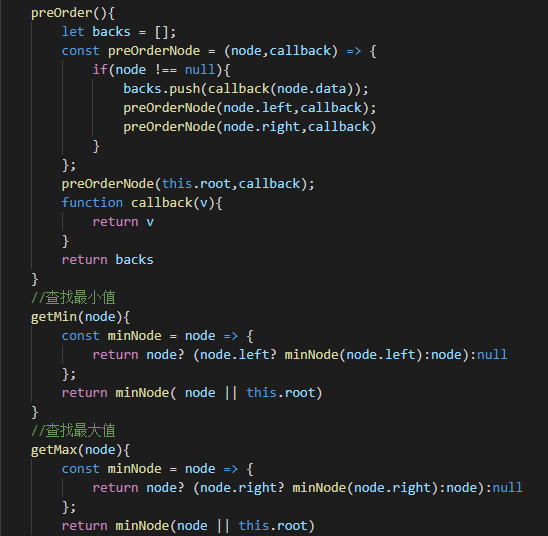 preOrder(){
let backs = [];
const preOrderNode = (node,callback) => {
if(node !== null){
backs.push(callback(node.data));
preOrderNode(node.left,callback);
preOrderNode(node.right,callback)
}
};
preOrderNode(this.root,callback);
function callback(v){
return v
}
return backs
}
//查找最小值
getMin(node){
const minNode = node => {
return node? (node.left? minNode(node.left):node):null
};
return minNode( node || this.root)
}
//查找最大值
getMax(node){
const minNode = node => {
return node? (node.right? minNode(node.right):node):null
};
return minNode(node || this.root)